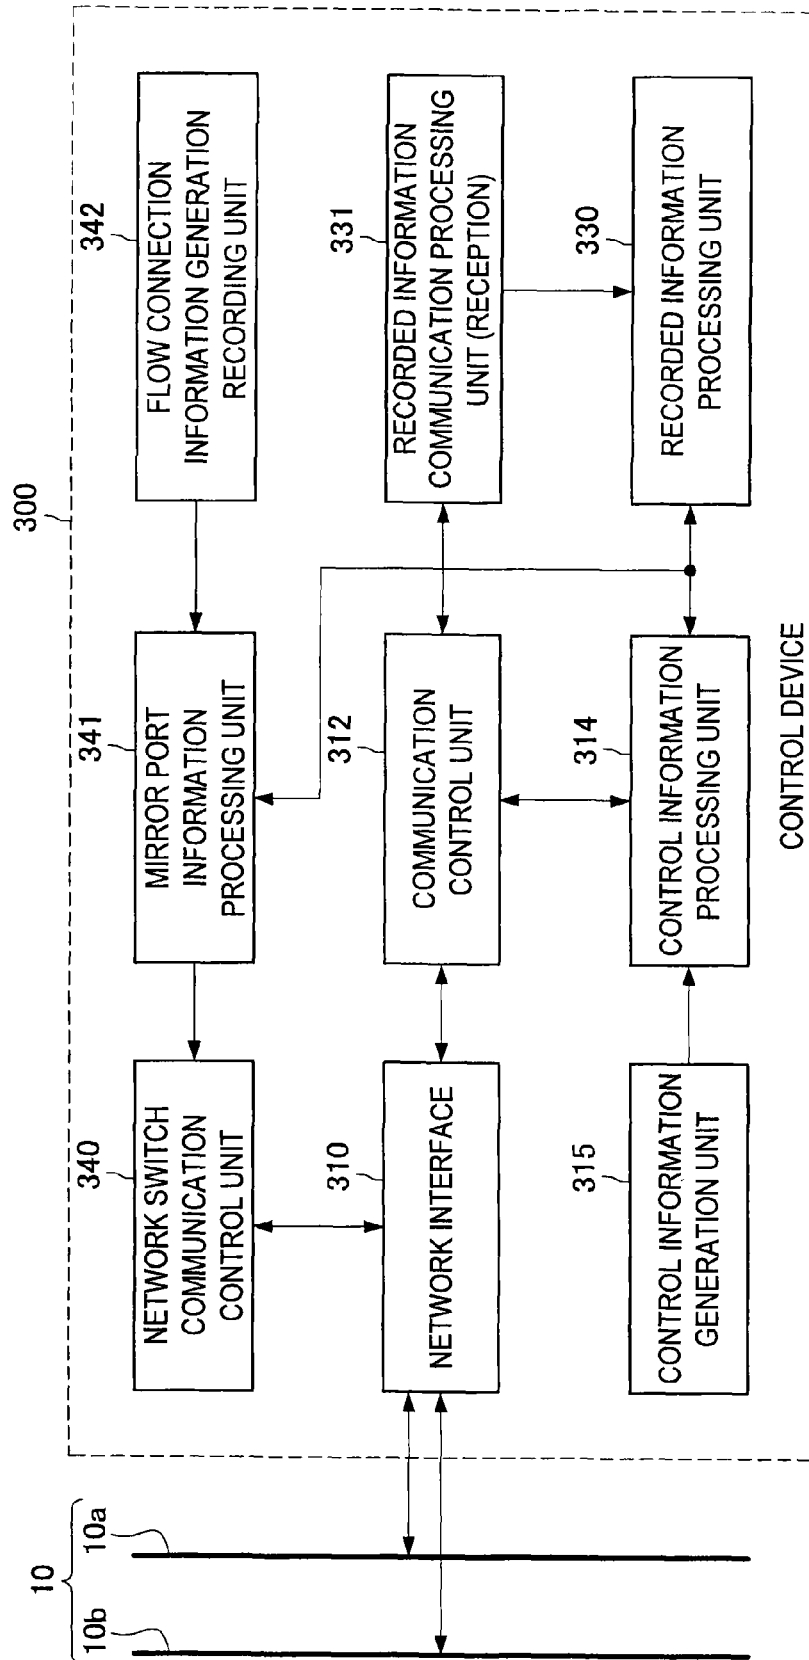 300
10
10a
10b
340
NETWORK SWITCH
COMMUNICATION
CONTROL UNIT
341
MIRROR PORT
INFORMATION
PROCESSING UNIT
342
FLOW CONNECTION
INFORMATION GENERATION
RECORDING UNIT
310
NETWORK INTERFACE
312
COMMUNICATION
CONTROL UNIT
331
RECORDED INFORMATION
COMMUNICATION PROCESSING
UNIT (RECEPTION)
315
CONTROL INFORMATION
GENERATION UNIT
314
CONTROL INFORMATION
PROCESSING UNIT
330
RECORDED INFORMATION
PROCESSING UNIT
CONTROL DEVICE